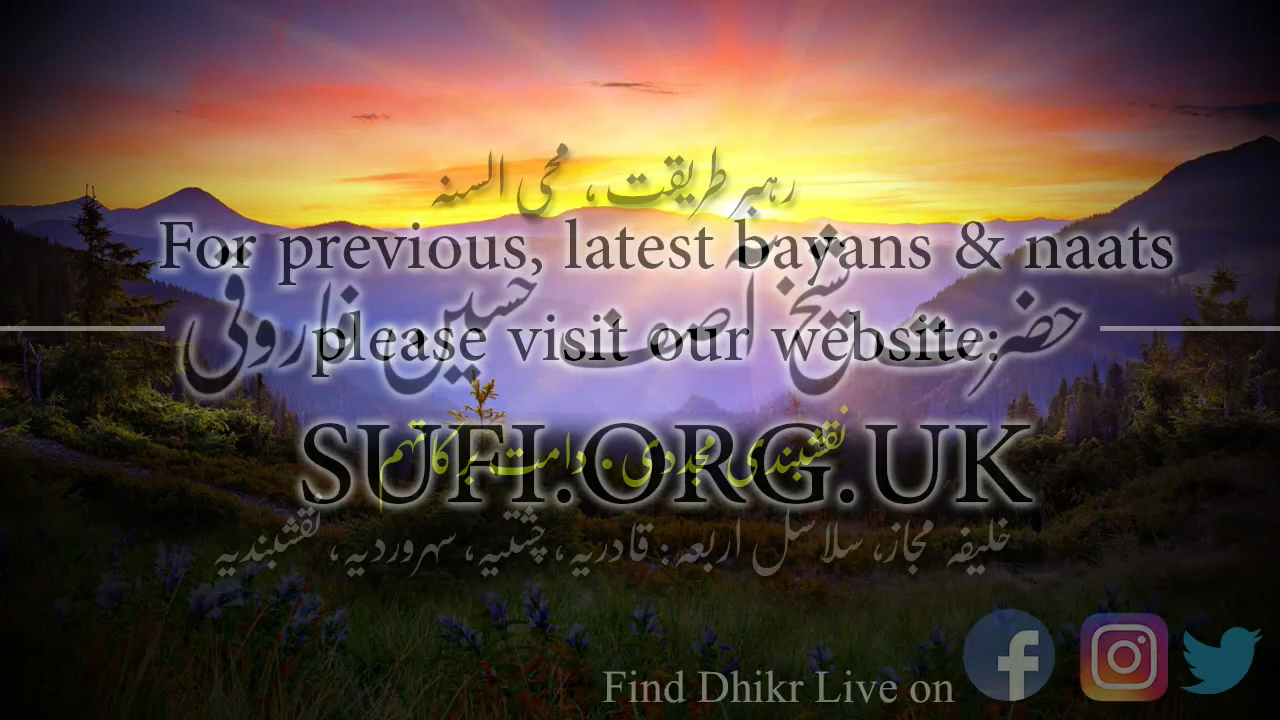 رہبر طریقت، محی السنہ
For previous, latest bayans & naats
حضرت شیخ آصف حسین فاروقی
please visit our website:
نقشبندی مجددی . دامت برکاتہم
SUFI.ORG.UK
خلیفہ مجاز، سلاسل اربعہ: قادریہ، چشتیہ، سہروردیہ، نقشبندیہ
Find Dhikr Live on